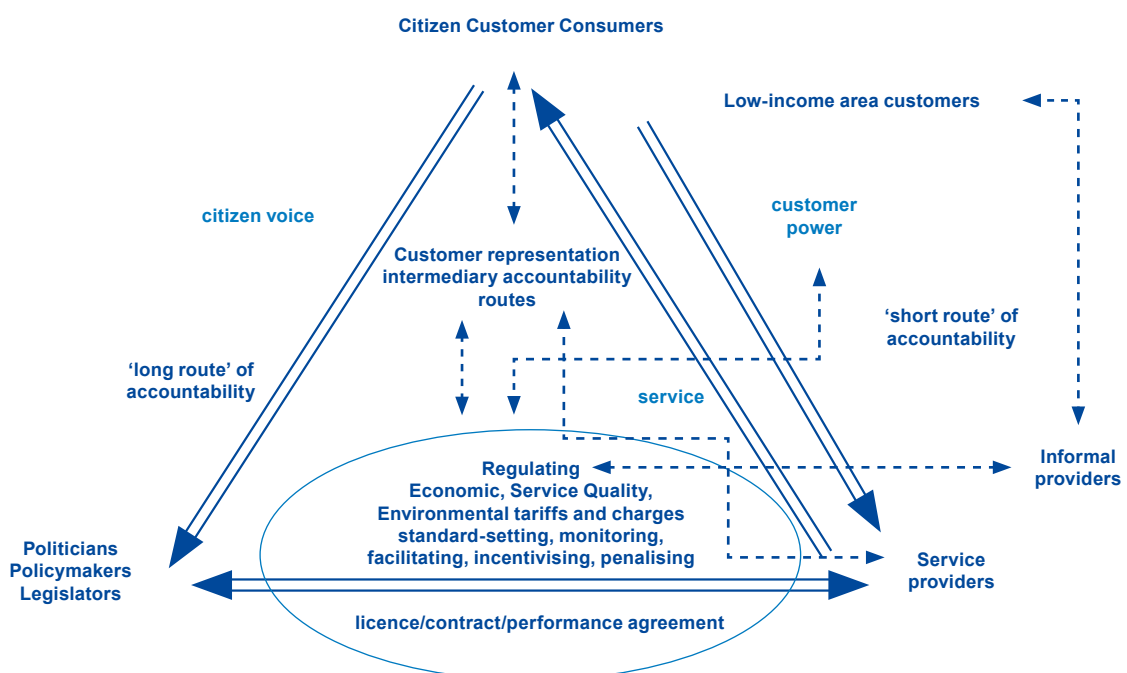 Citizen Customer Consumers
Low-income area customers
citizen voice
customer
power
Customer representation
intermediary accountability
routes
‘short route’ of
accountability
‘long route’ of
accountability
service
Informal
providers
Regulating
Economic, Service Quality,
Environmental tariffs and charges
standard-setting, monitoring,
facilitating, incentivising, penalising
Politicians
Policymakers
Legislators
Service
providers
licence/contract/performance agreement